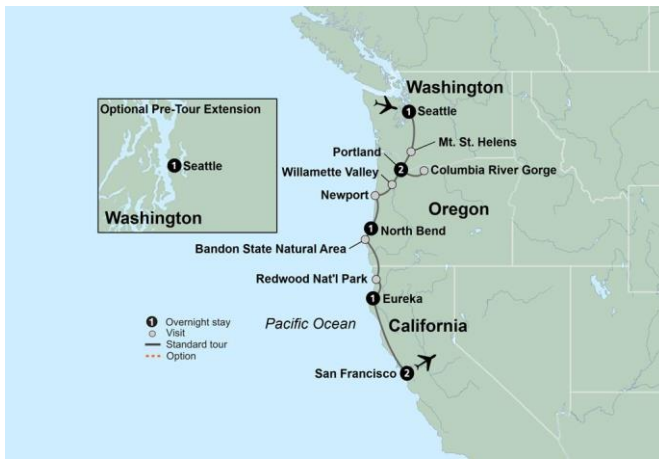 Optional Pre-Tour Extension
1 Seattle
Washington
Washington
1 Seattle
Mt. St. Helens
Portland
2
Columbia River Gorge
Willamette Valley
Newport
Oregon
1 North Bend
Bandon State Natural Area
Redwood Nat'l Park
1 Eureka
Pacific Ocean
California
San Francisco 2
1 Overnight stay
Visit
Standard tour
Option